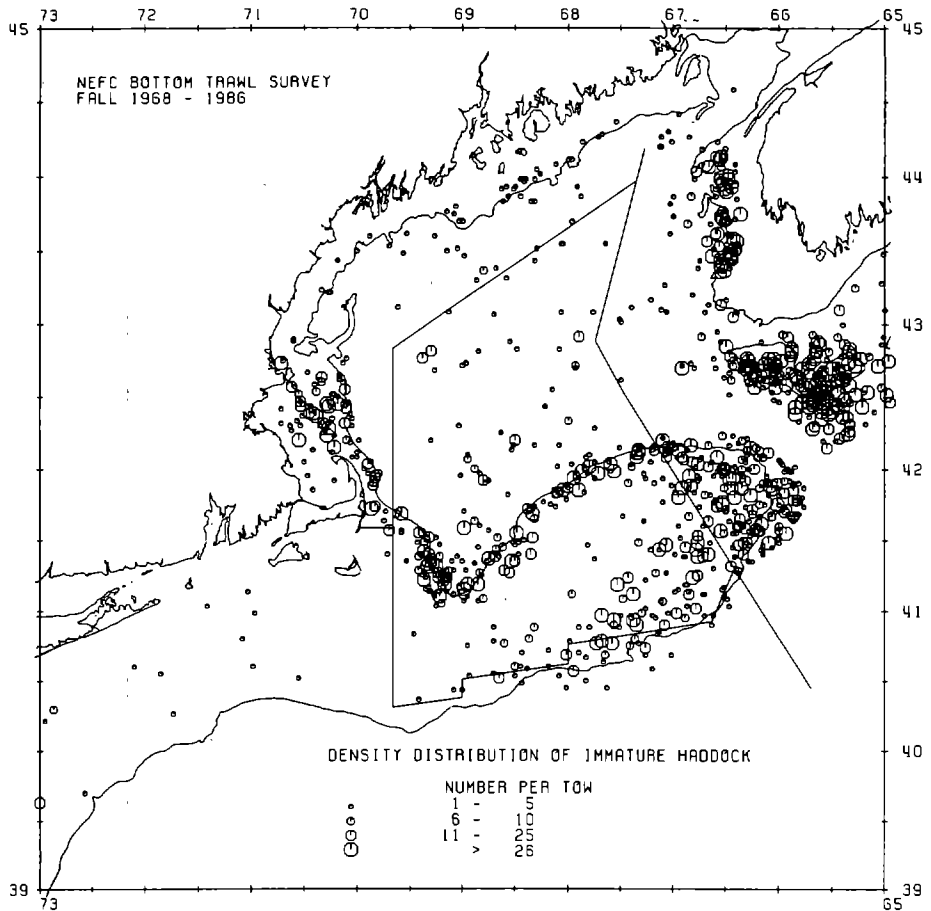 73 70 69 68 67 66 65
45 45
NEFC BOTTOM TRAWL SURVEY
FALL 1968 - 1986
44 44
43 43
42 42
41 41
40 40
DENSITY DISTRIBUTION OF IMMATURE HADDOCK
NUMBER PER TOW
1 - 5
6 - 10
11 - 25
> 26
39 39
73 65